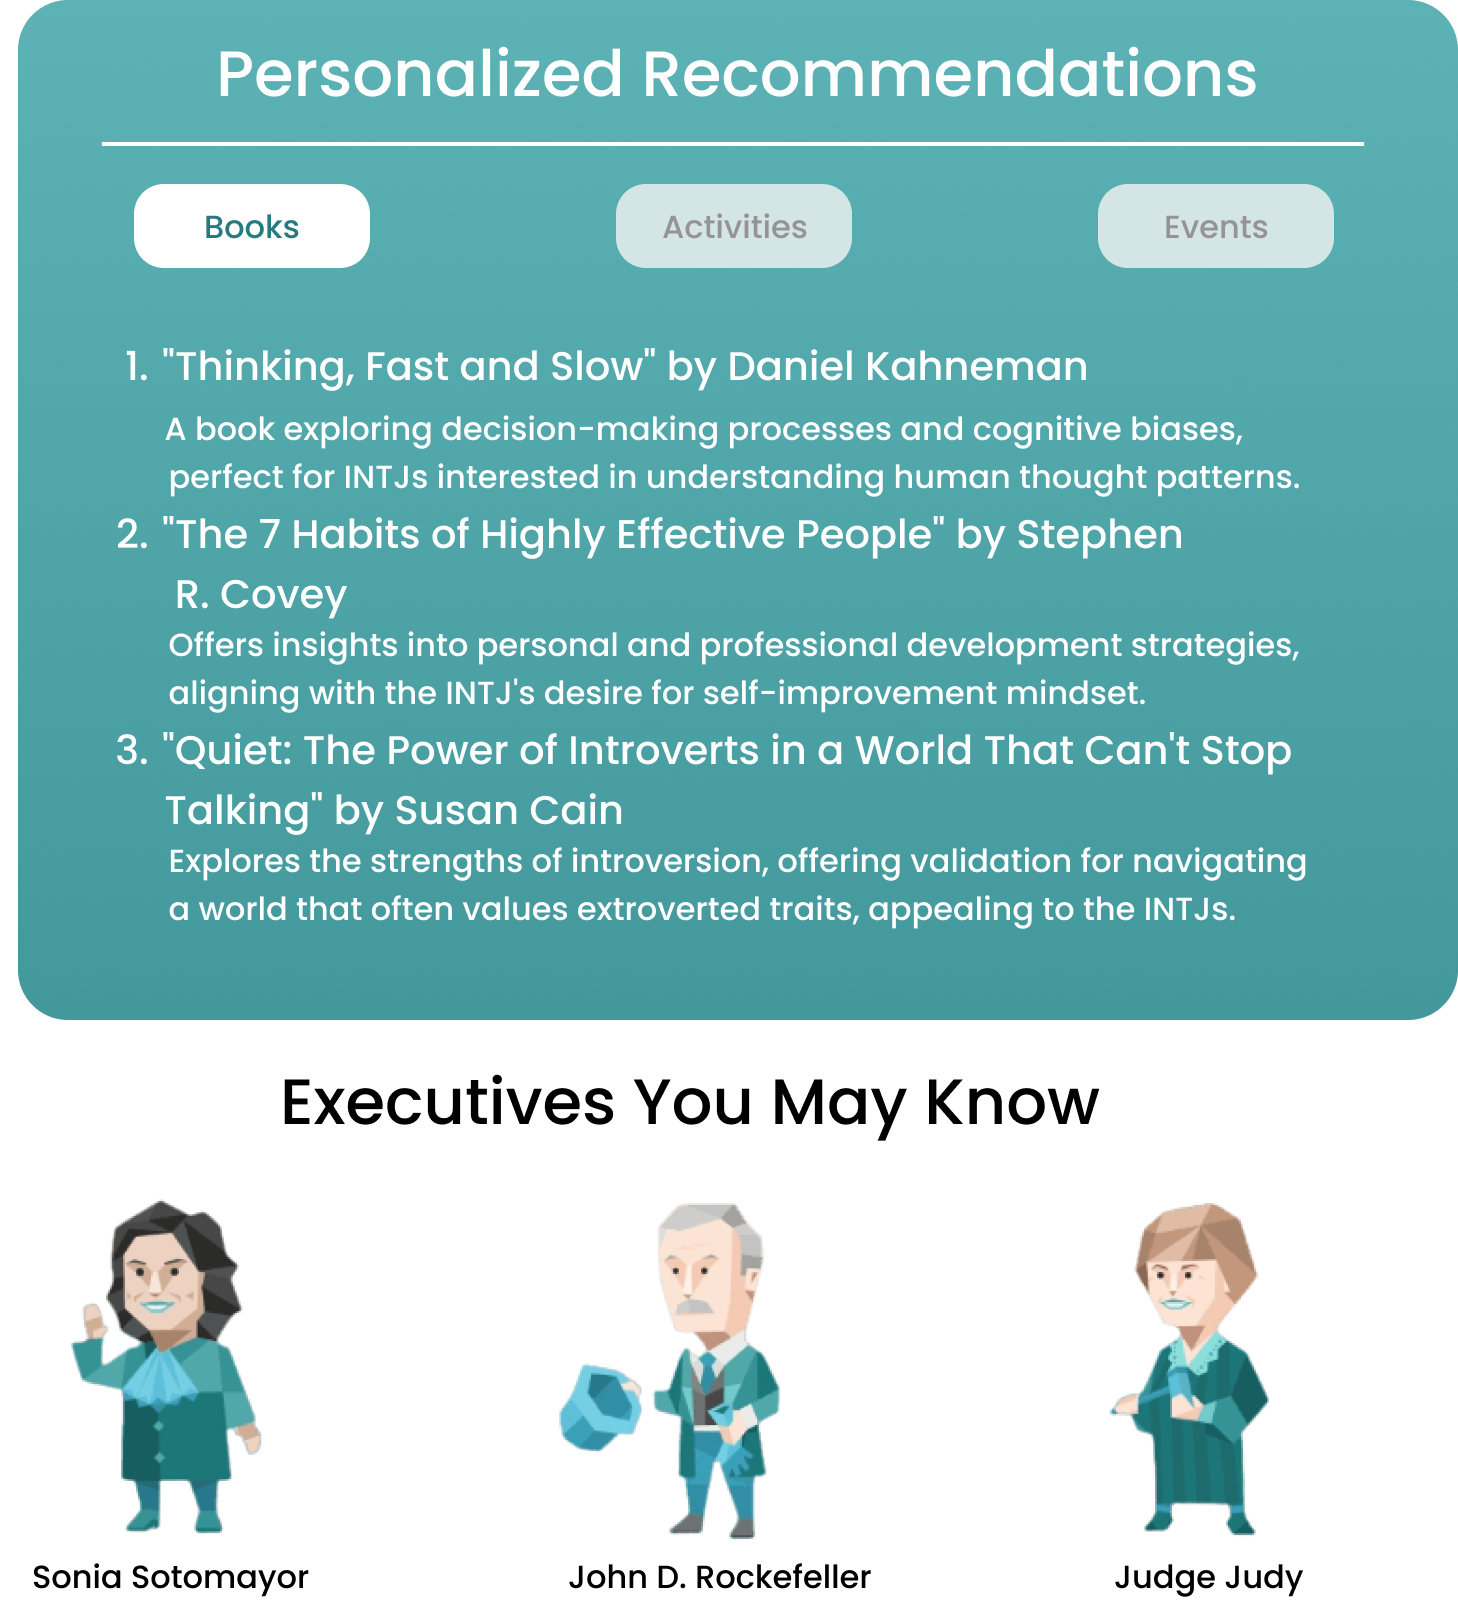 Personalized Recommendations
Books
Activities
Events
1. "Thinking, Fast and Slow" by Daniel Kahneman
A book exploring decision-making processes and cognitive biases,
perfect for INTJs interested in understanding human thought patterns.
2. "The 7 Habits of Highly Effective People" by Stephen
R. Covey
Offers insights into personal and professional development strategies,
aligning with the INTJ's desire for self-improvement mindset.
3. "Quiet: The Power of Introverts in a World That Can't Stop
Talking" by Susan Cain
Explores the strengths of introversion, offering validation for navigating
a world that often values extroverted traits, appealing to the INTJs.
Executives You May Know
Sonia Sotomayor
John D. Rockefeller
Judge Judy